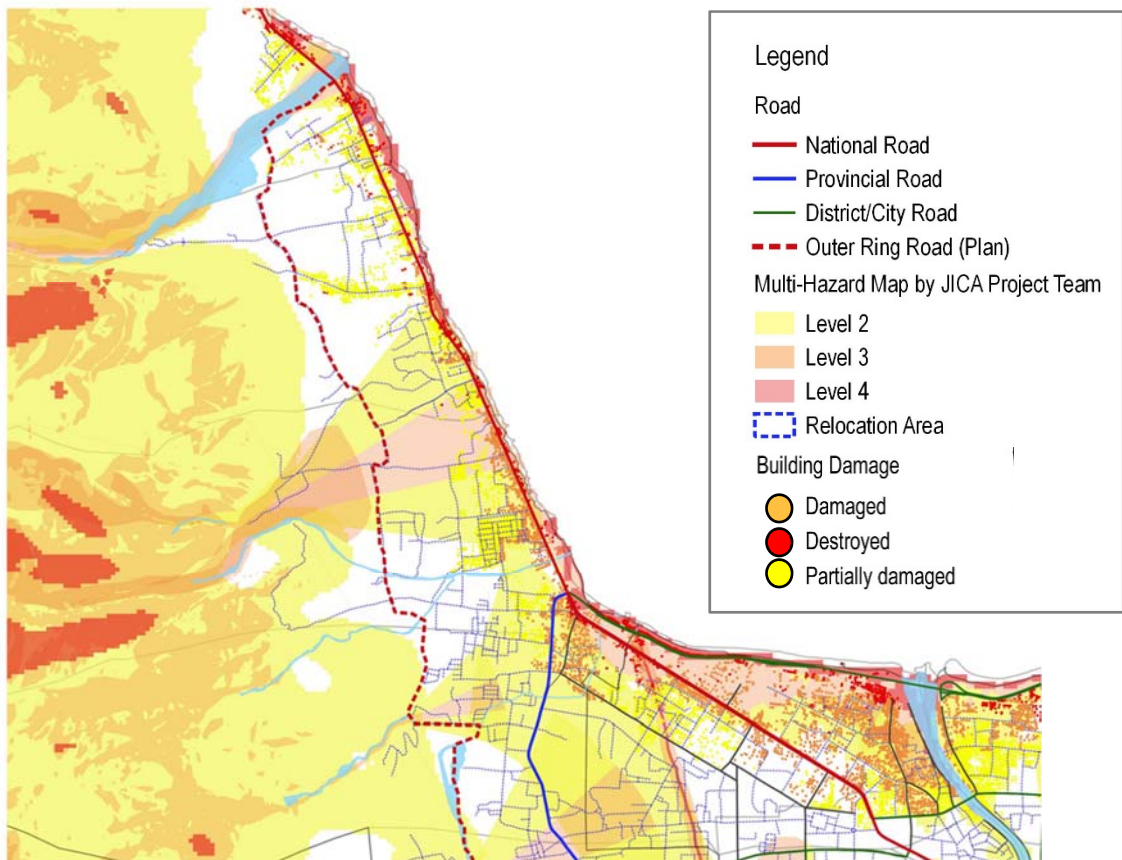 Legend
Road
National Road
Provincial Road
District/City Road
Outer Ring Road (Plan)
Multi-Hazard Map by JICA Project Team
Level 2
Level 3
Level 4
Relocation Area
Building Damage
Damaged
Destroyed
Partially damaged